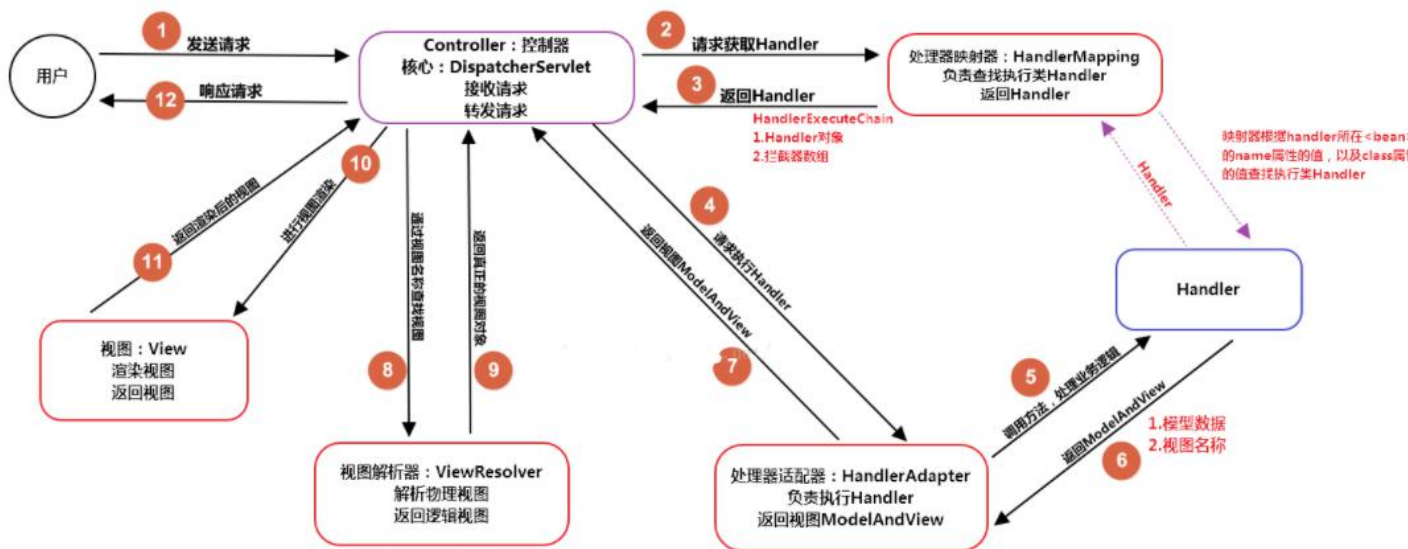 1
发送请求
用户
12
响应请求
Controller：控制器
核心：DispatcherServlet
接收请求
转发请求
2
请求获取Handler
3
返回Handler
HandlerExecuteChain
1.Handler对象
2.拦截器数组
处理器映射器：HandlerMapping
负责查找执行类Handler
返回Handler
Handler
映射器根据handler所在<bean>
的name属性的值，以及class属性
的值查找执行类Handler
Handler
4
请求执行Handler
5
调用方法，处理业务逻辑
6
返回ModelAndView
1.模型数据
2.视图名称
处理器适配器：HandlerAdapter
负责执行Handler
返回视图ModelAndView
7
返回视图ModelAndView
8
通过视图名称查找视图
9
返回真正的视图对象
视图解析器：ViewResolver
解析物理视图
返回逻辑视图
10
进行视图渲染
11
返回渲染后的视图
视图：View
渲染视图
返回视图